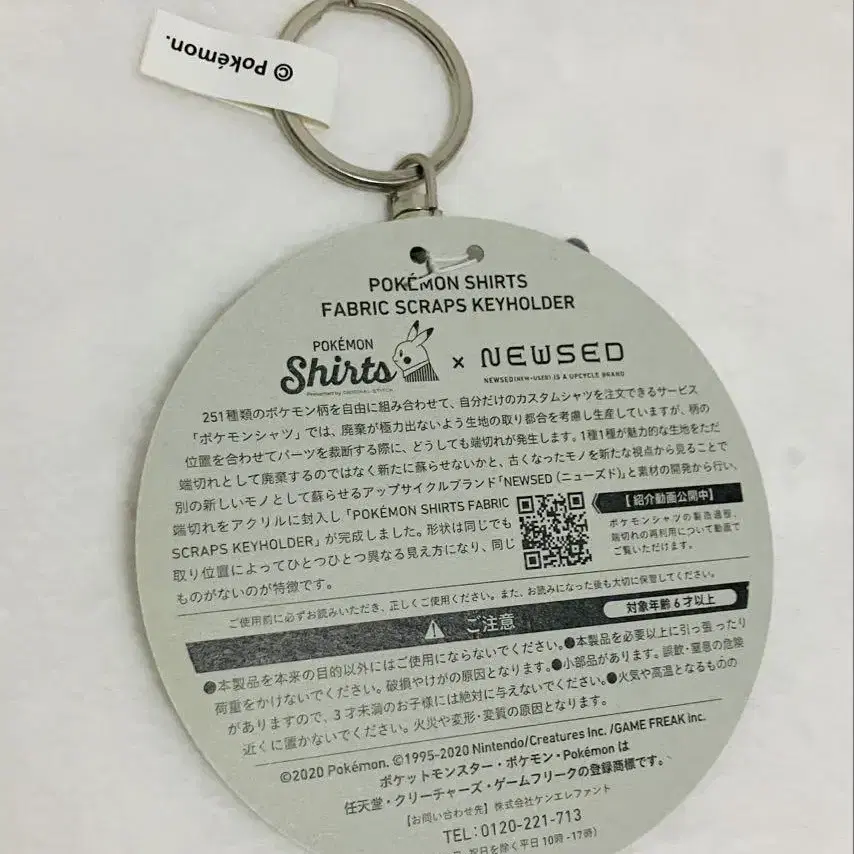 © Pokémon.
POKÉMON SHIRTS
FABRIC SCRAPS KEYHOLDER
POKÉMON
Shirts
Presented by ORIGINAL STITCH
×
NEWSED
NEWSED(NEW-USED) IS A UPCYCLE BRAND
251種類のポケモン柄を自由に組み合わせて、自分だけのカスタムシャツを注文できるサービス
「ポケモンシャツ」では、廃棄が極力出ないよう生地の取り都合を考慮し生産していますが、柄の
位置を合わせてパーツを裁断する際に、どうしても端切れが発生します。1種1種が魅力的な生地をただ
端切れとして廃棄するのではなく新たに蘇らせないかと、古くなったモノを新たな視点から見ることで
別の新しいモノとして蘇らせるアップサイクルブランド「NEWSED（ニューズド）」と素材の開発から行い、
端切れをアクリルに封入し「POKÉMON SHIRTS FABRIC
SCRAPS KEYHOLDER」が完成しました。形状は同じでも
取り位置によってひとつひとつ異なる見え方になり、同じ
ものがないのが特徴です。
【紹介動画公開中】
ポケモンシャツの製造過程、
端切れの再利用について動画で
ご覧いただけます。
ご使用前に必ずお読みいただき、正しくご使用ください。また、お読みになった後も大切に保管してください。
ご注意
対象年齢6才以上
●本製品を本来の目的以外にはご使用にならないでください。●本製品を必要以上に引っ張ったり
荷重をかけないでください。破損やけがの原因となります。●小部品があります。誤飲・窒息の危険
がありますので、3才未満のお子様には絶対に与えないでください。●火気や高温となるものの
近くに置かないでください。火災や変形・変質の原因となります。
©2020 Pokémon. ©1995-2020 Nintendo/Creatures Inc. /GAME FREAK inc.
ポケットモンスター・ポケモン・Pokémon は
任天堂・クリーチャーズ・ゲームフリークの登録商標です。
【お問い合わせ先】株式会社ケンエレファント
TEL:0120-221-713
祝日を除く平日10時-17時)